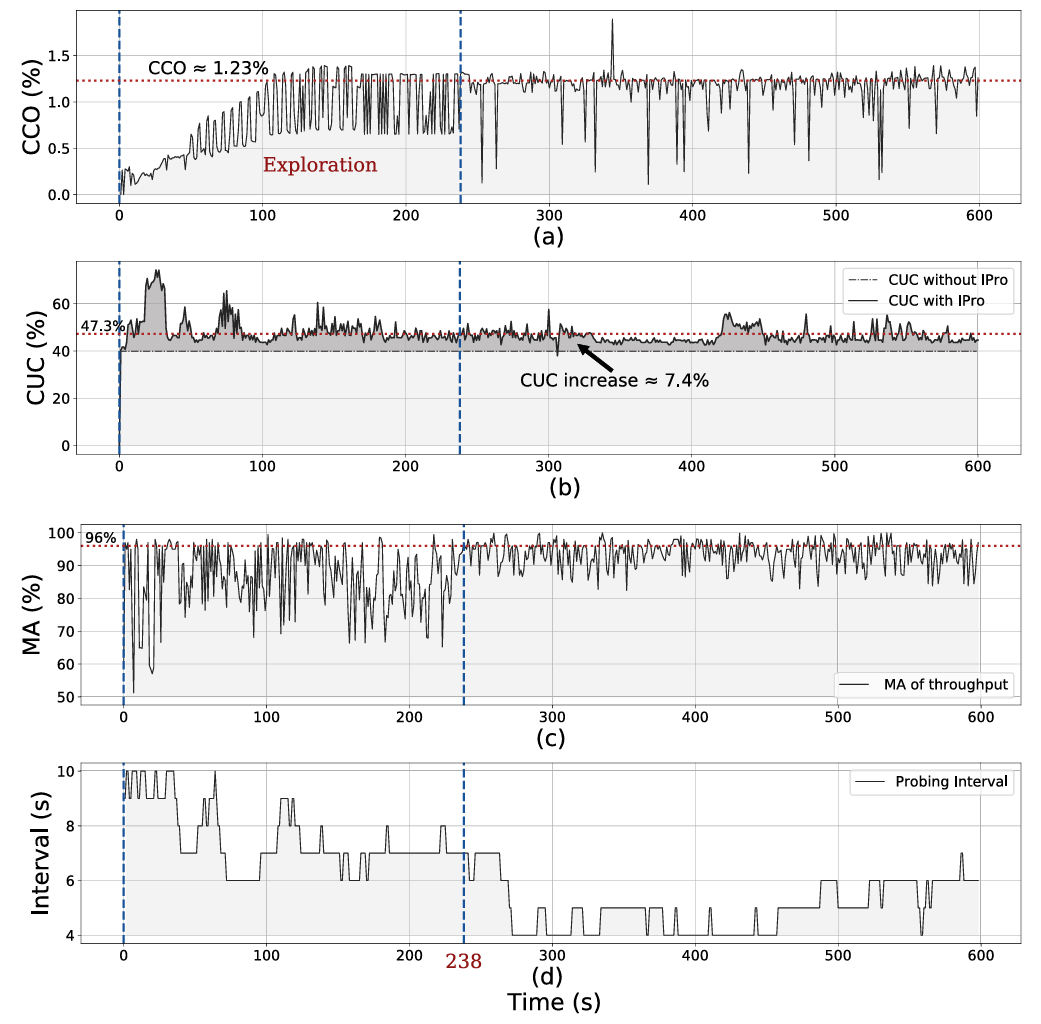 CCO (%)
1.5
1.0
0.5
0.0
CCO ≈ 1.23%
Exploration
0 100 200 300 400 500 600
(a)
CUC (%)
60
40
20
0
47.3%
CUC without IPro
CUC with IPro
CUC increase ≈ 7.4%
0 100 200 300 400 500 600
(b)
MA (%)
100
90
80
70
60
50
96%
MA of throughput
0 100 200 300 400 500 600
(c)
Interval (s)
10
8
6
4
Probing Interval
0 100 200 300 400 500 600
238
(d)
Time (s)